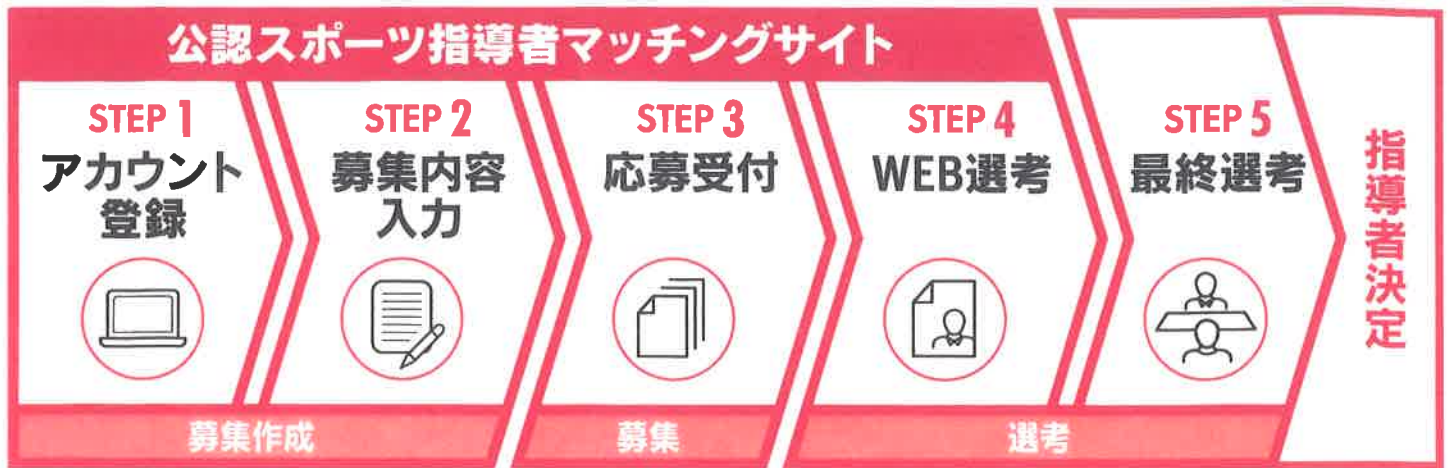 公認スポーツ指導者マッチングサイト
STEP 1
アカウント
登録
STEP 2
募集内容
入力
STEP 3
応募受付
STEP 4
WEB選考
STEP 5
最終選考
指導者決定
募集作成
募集
選考